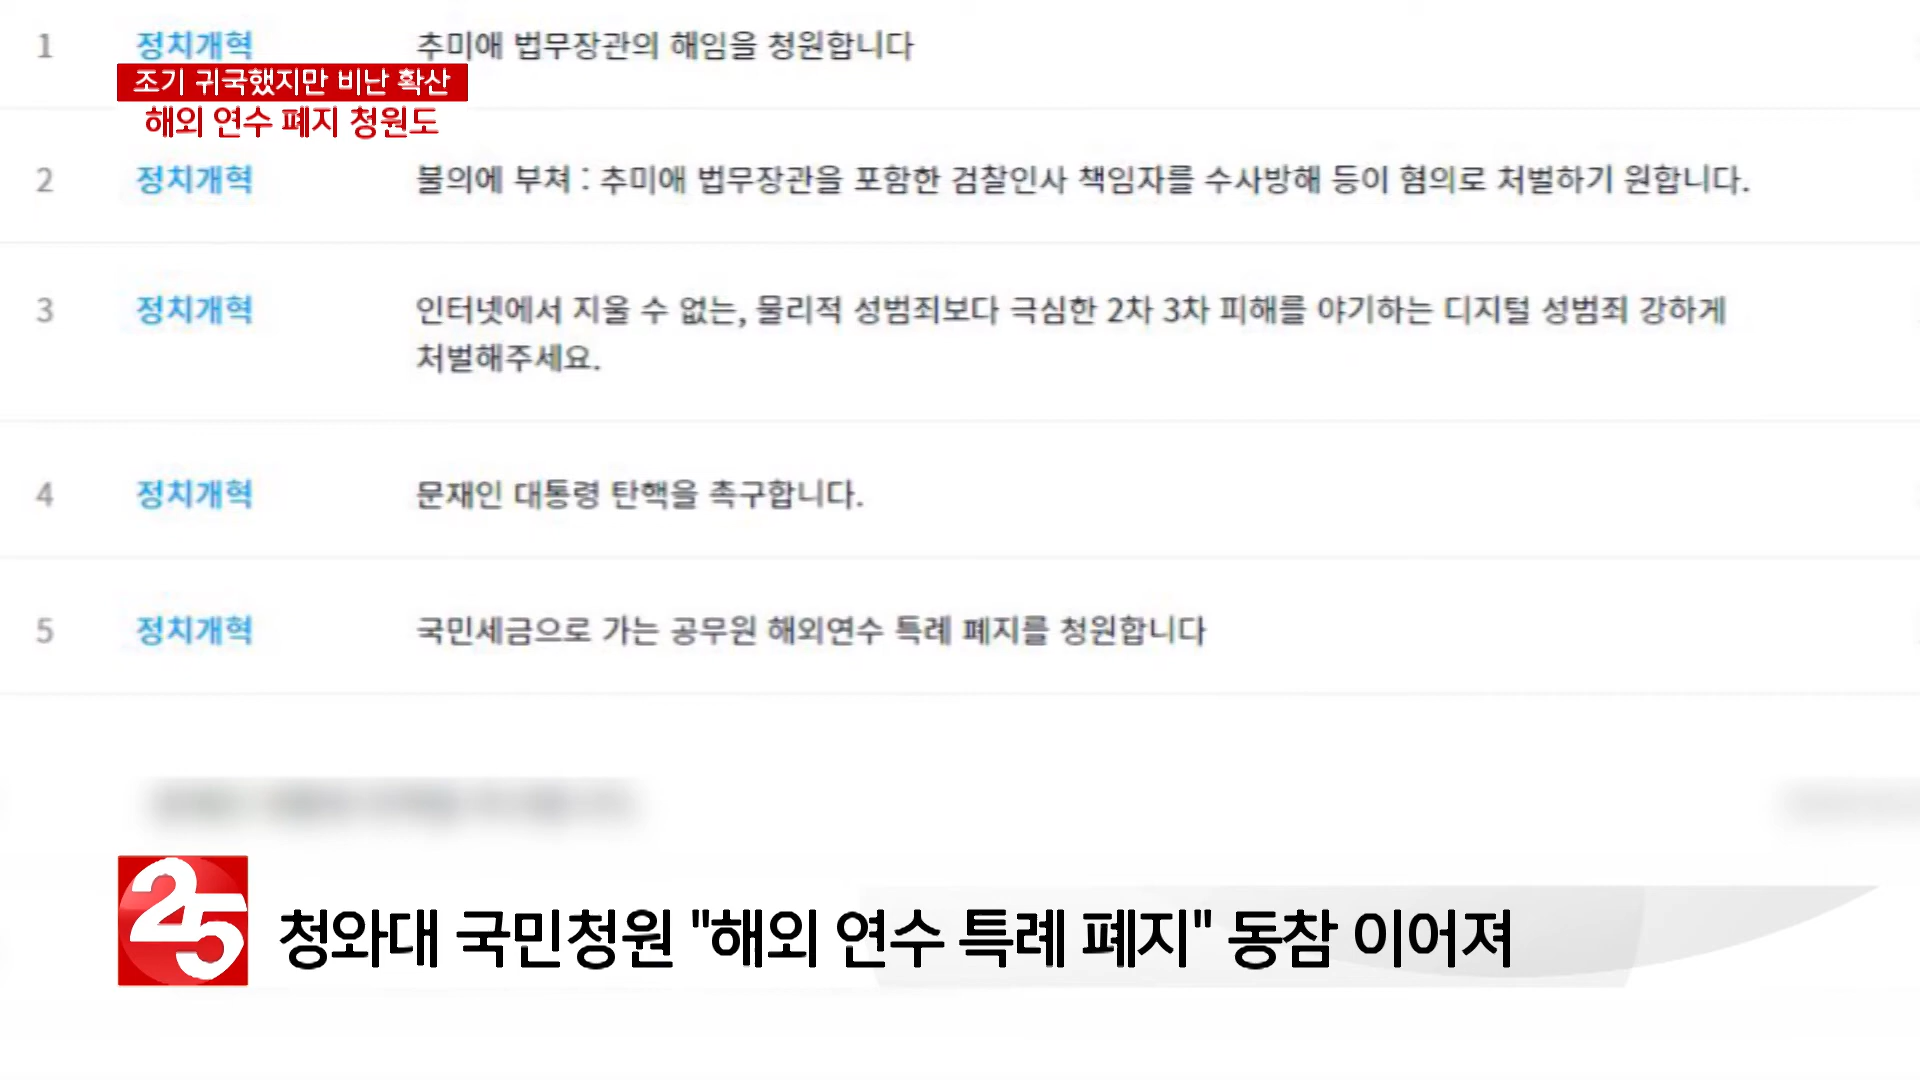 1 정치개혁 추미애 법무장관의 해임을 청원합니다
조기 귀국했지만 비난 확산
해외 연수 폐지 청원도
2 정치개혁 불의에 부쳐 : 추미애 법무장관을 포함한 검찰인사 책임자를 수사방해 등이 혐의로 처벌하기 원합니다.
3 정치개혁 인터넷에서 지울 수 없는, 물리적 성범죄보다 극심한 2차 3차 피해를 야기하는 디지털 성범죄 강하게
처벌해주세요.
4 정치개혁 문재인 대통령 탄핵을 촉구합니다.
5 정치개혁 국민세금으로 가는 공무원 해외연수 특례 폐지를 청원합니다
25
청와대 국민청원 "해외 연수 특례 폐지" 동참 이어져